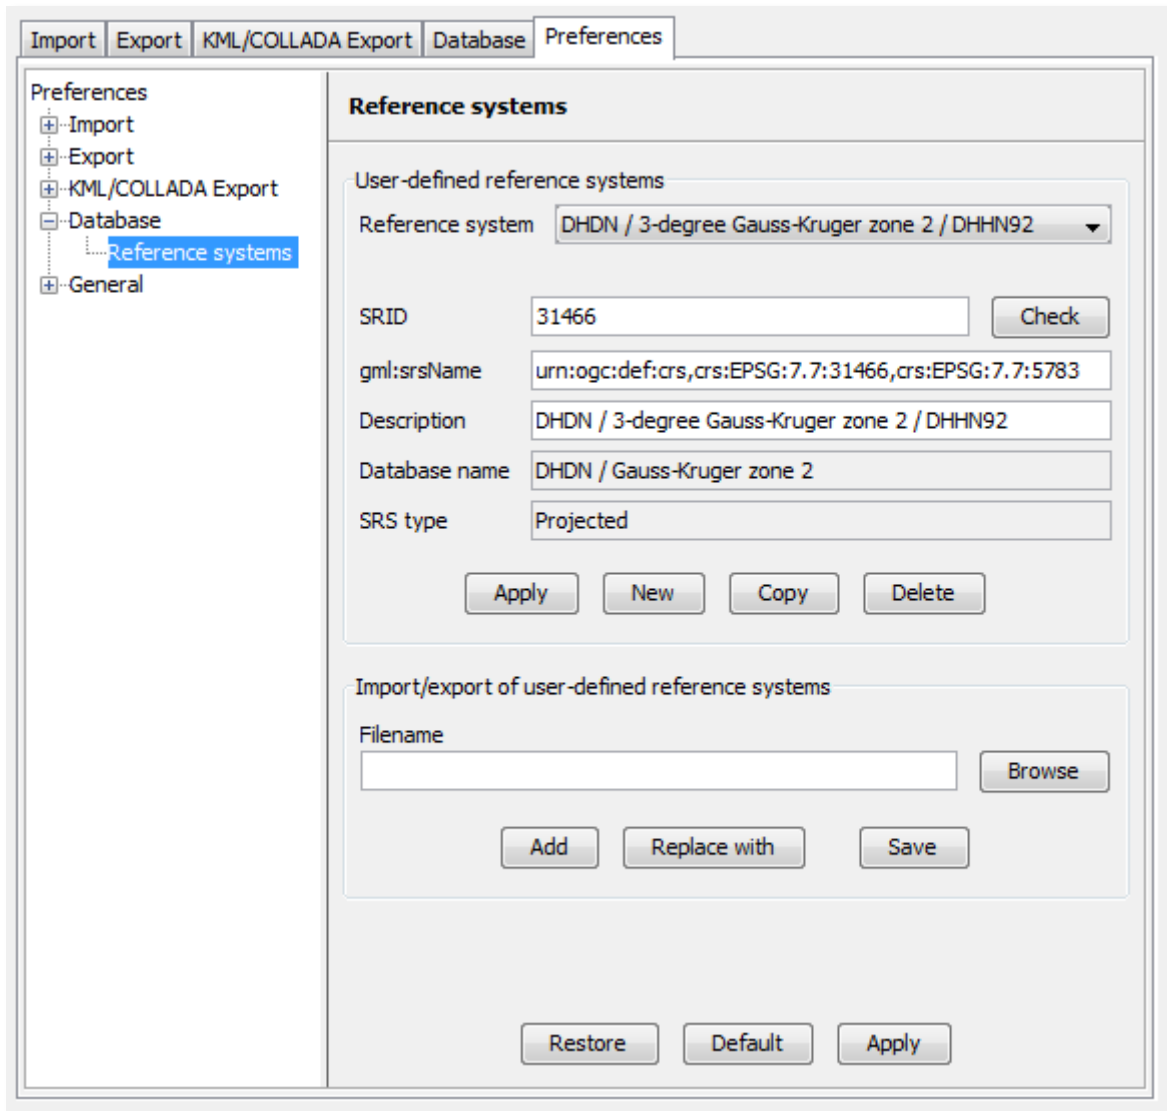 Import Export KML/COLLADA Export Database Preferences
Preferences
Import
Export
KML/COLLADA Export
Database
Reference systems
General
Reference systems
User-defined reference systems
Reference system DHDN / 3-degree Gauss-Kruger zone 2 / DHHN92
SRID 31466 Check
gml:srsName urn:ogc:def:crs,crs:EPSG:7.7:31466,crs:EPSG:7.7:5783
Description DHDN / 3-degree Gauss-Kruger zone 2 / DHHN92
Database name DHDN / Gauss-Kruger zone 2
SRS type Projected
Apply New Copy Delete
Import/export of user-defined reference systems
Filename
Browse
Add Replace with Save
Restore Default Apply